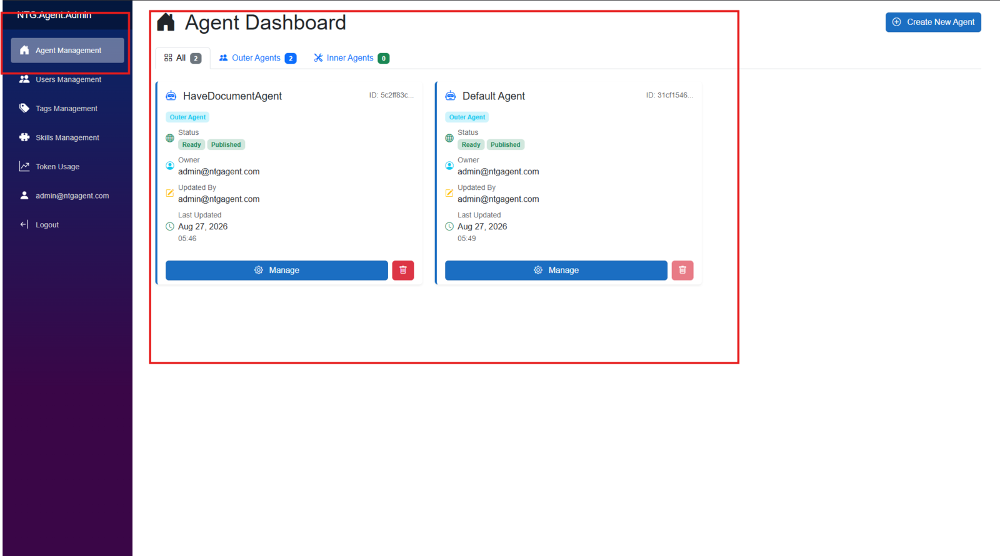 NTG.Agent.Admin
Agent Management
Users Management
Tags Management
Skills Management
Token Usage
admin@ntgagent.com
Logout
Agent Dashboard
Create New Agent
All 2
Outer Agents 2
Inner Agents 0
HaveDocumentAgent
ID: 5c2ff83c...
Outer Agent
Status
Ready Published
Owner
admin@ntgagent.com
Updated By
admin@ntgagent.com
Last Updated
Aug 27, 2026
05:46
Manage
Default Agent
ID: 31cf1546...
Outer Agent
Status
Ready Published
Owner
admin@ntgagent.com
Updated By
admin@ntgagent.com
Last Updated
Aug 27, 2026
05:49
Manage